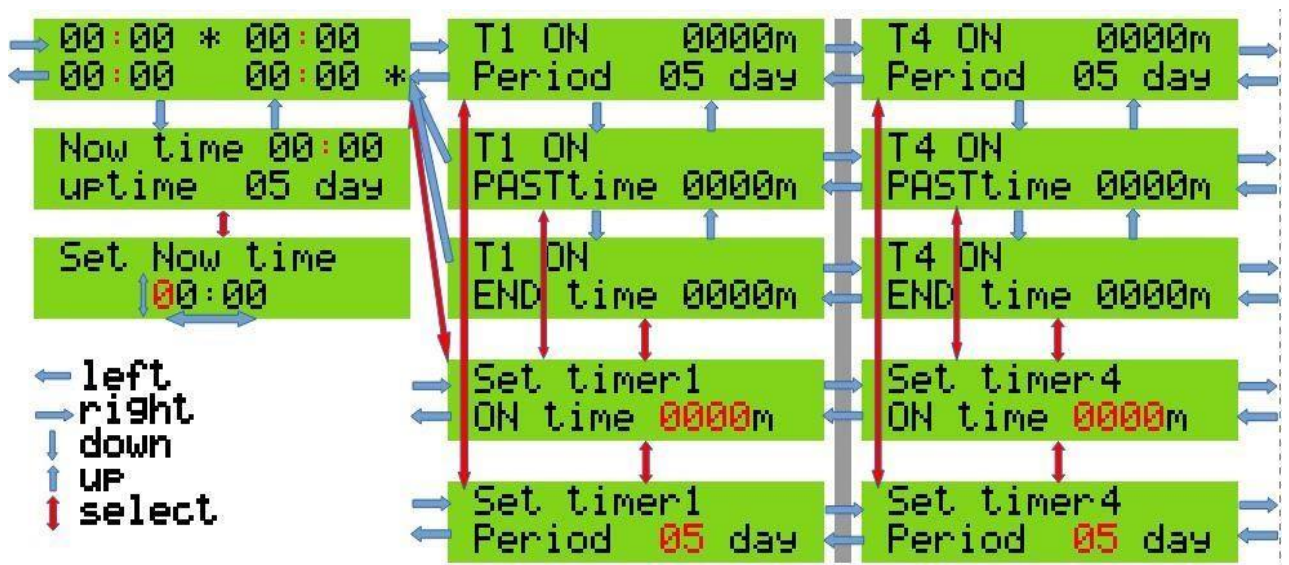 00:00 * 00:00
00:00 00:00 *
Now time 00:00
uptime 05 day
Set Now time
00:00
left
right
down
up
select
T1 ON 0000m
Period 05 day
T1 ON
PASTtime 0000m
T1 ON
END time 0000m
Set timer1
ON time 0000m
Set timer1
Period 05 day
T4 ON 0000m
Period 05 day
T4 ON
PASTtime 0000m
T4 ON
END time 0000m
Set timer4
ON time 0000m
Set timer4
Period 05 day